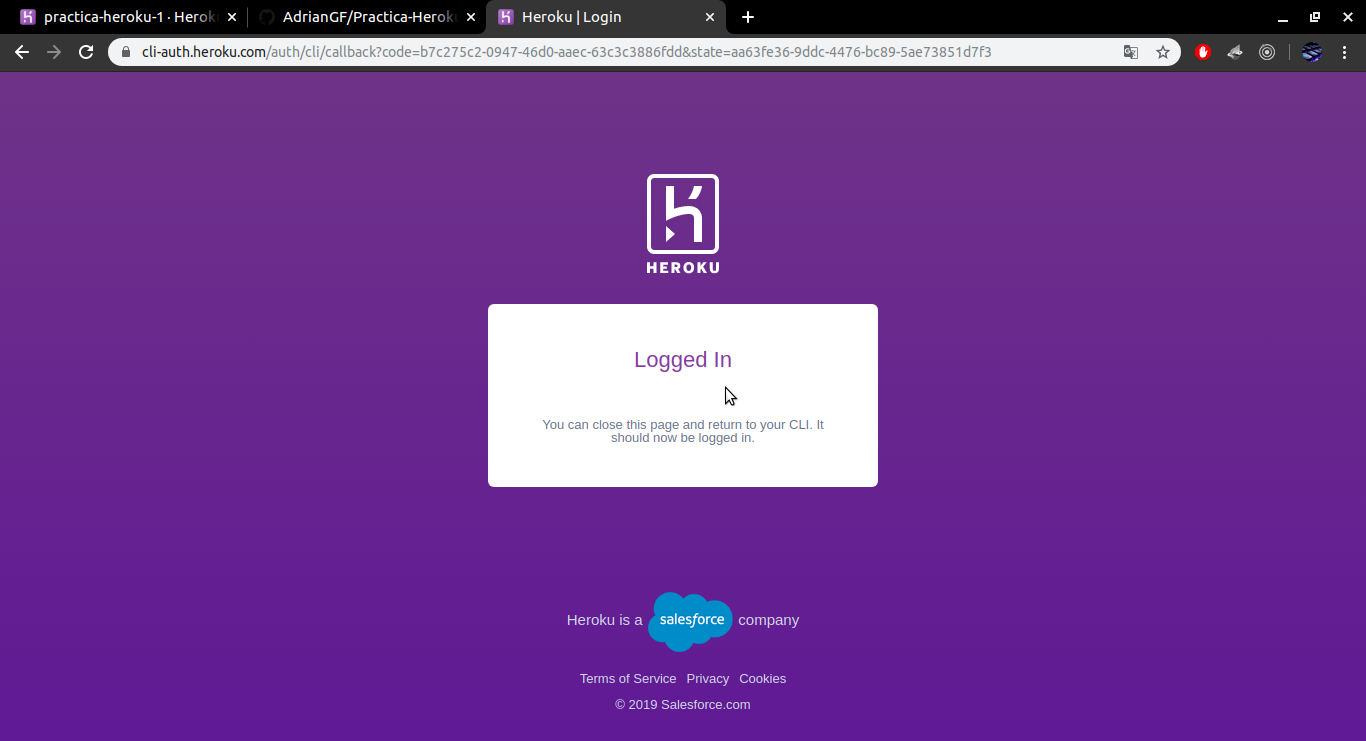 practica-heroku-1 · Herok
AdrianGF/Practica-Heroku
Heroku | Login
cli-auth.heroku.com/auth/cli/callback?code=b7c275c2-0947-46d0-aaec-63c3c3886fdd&state=aa63fe36-9ddc-4476-bc89-5ae73851d7f3
HEROKU
Logged In
You can close this page and return to your CLI. It
should now be logged in.
Heroku is a salesforce company
Terms of Service Privacy Cookies
© 2019 Salesforce.com